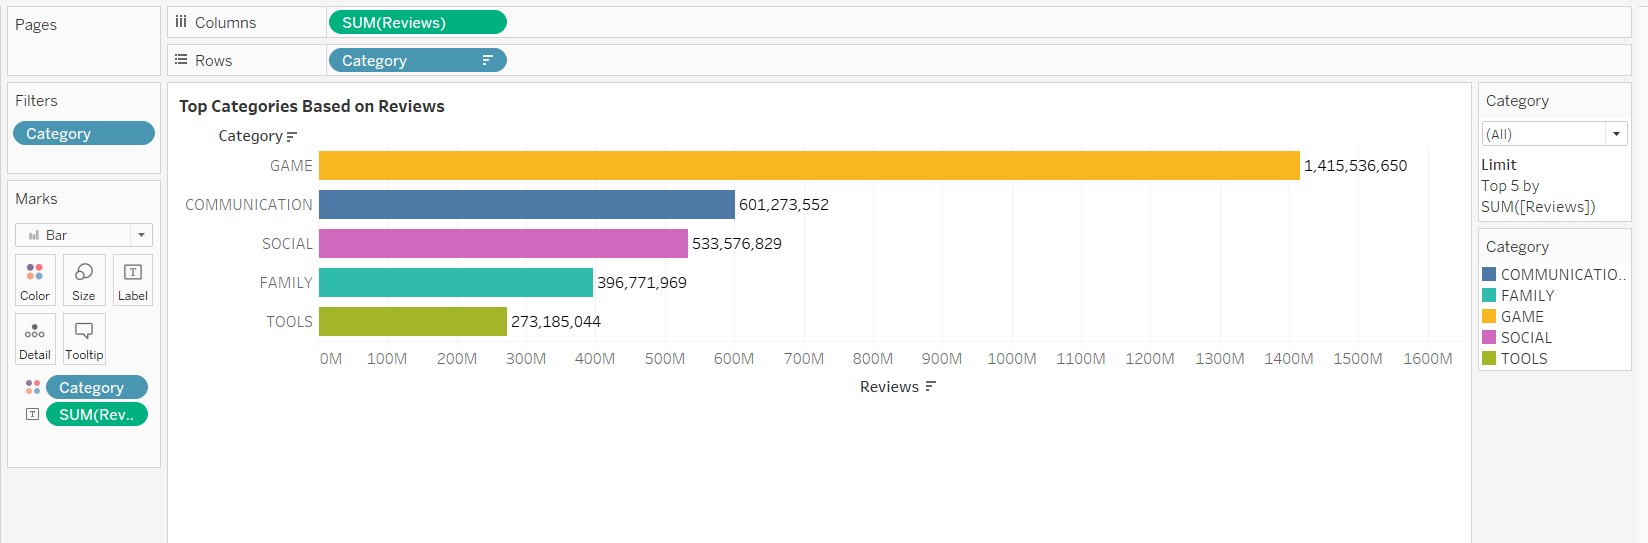 Pages
Columns
SUM(Reviews)
Rows
Category
Filters
Category
Marks
Bar
Color
Size
Label
Detail
Tooltip
Category
SUM(Rev..
Top Categories Based on Reviews
Category
GAME 1,415,536,650
COMMUNICATION 601,273,552
SOCIAL 533,576,829
FAMILY 396,771,969
TOOLS 273,185,044
0M 100M 200M 300M 400M 500M 600M 700M 800M 900M 1000M 1100M 1200M 1300M 1400M 1500M 1600M
Reviews
Category
(All)
Limit
Top 5 by
SUM([Reviews])
Category
COMMUNICATIO..
FAMILY
GAME
SOCIAL
TOOLS